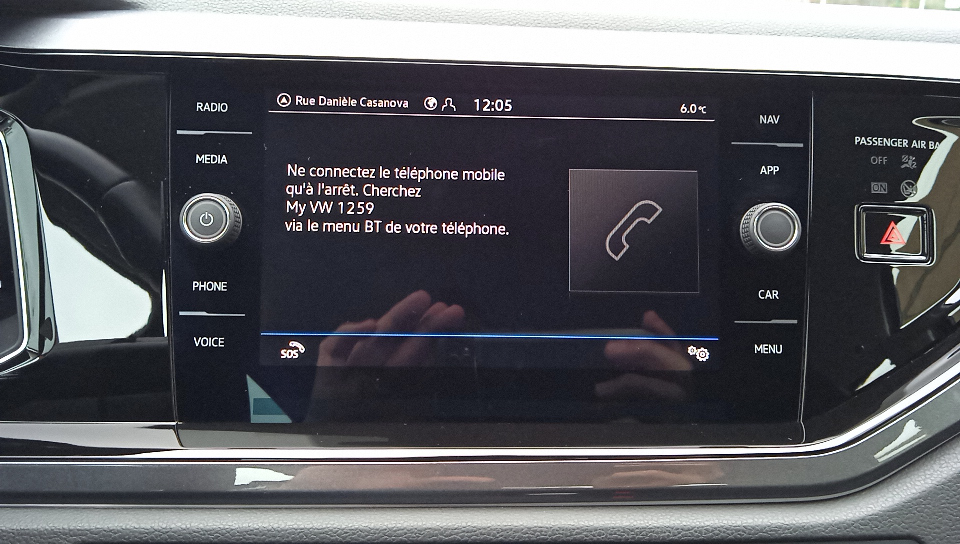 RADIO
MEDIA
PHONE
VOICE
Rue Danièle Casanova 12:05 6.0°C
Ne connectez le téléphone mobile
qu'à l'arrêt. Cherchez
My VW 1259
via le menu BT de votre téléphone.
SOS
NAV
APP
CAR
MENU
PASSENGER AIR BA
OFF
ON